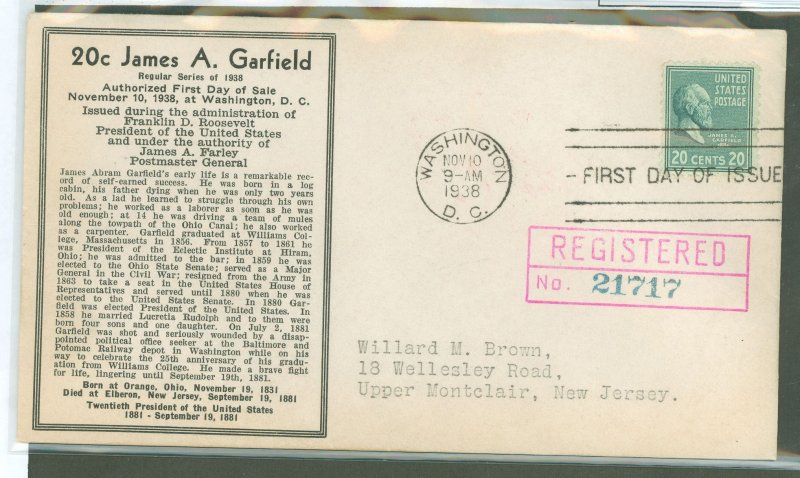 20c James A. Garfield
Regular Series of 1938
Authorized First Day of Sale
November 10, 1938, at Washington, D. C.
Issued during the administration of
Franklin D. Roosevelt
President of the United States
and under the authority of
James A. Farley
Postmaster General
James Abram Garfield's early life is a remarkable rec-
ord of self-earned success. He was born in a log
cabin, his father dying when he was only two years
old. As a lad he learned to struggle through his own
problems; he worked as a laborer as soon as he was
old enough; at 14 he was driving a team of mules
along the towpath of the Ohio Canal; he also worked
as a carpenter. Garfield graduated at Williams Col-
lege, Massachusetts in 1856. From 1857 to 1861 he
was President of the Eclectic Institute at Hiram,
Ohio; he was admitted to the bar; in 1859 he was
elected to the Ohio State Senate; served as a Major
General in the Civil War; resigned from the Army in
1863 to take a seat in the United States House of
Representatives and served until 1880 when he was
elected to the United States Senate. In 1880 Gar-
field was elected President of the United States. In
1858 he married Lucretia Rudolph and to them were
born four sons and one daughter. On July 2, 1881
Garfield was shot and seriously wounded by a disap-
pointed political office seeker at the Baltimore and
Potomac Railway depot in Washington while on his
way to celebrate the 25th anniversary of his gradu-
ation from Williams College. He made a brave fight
for life, lingering until September 19th, 1881.
Born at Orange, Ohio, November 19, 1831
Died at Elberon, New Jersey, September 19, 1881
Twentieth President of the United States
1881 - September 19, 1881
UNITED
STATES
POSTAGE
JAMES A.
GARFIELD
20 CENTS 20
WASHINGTON
NOV 10
9-AM
1938
D. C.
- FIRST DAY OF ISSUE
REGISTERED
No. 21717
Willard M. Brown,
18 Wellesley Road,
Upper Montclair, New Jersey.